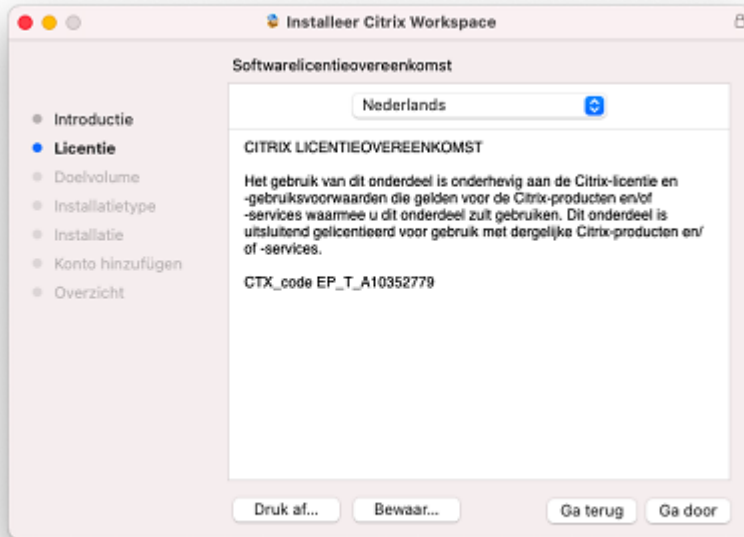 Installeer Citrix Workspace
Softwarelicentieovereenkomst
Introductie
Licentie
Doelvolume
Installatietype
Installatie
Konto hinzufügen
Overzicht
Nederlands
CITRIX LICENTIEOVEREENKOMST
Het gebruik van dit onderdeel is onderhevig aan de Citrix-licentie en
-gebruiksvoorwaarden die gelden voor de Citrix-producten en/of
-services waarmee u dit onderdeel zult gebruiken. Dit onderdeel is
uitsluitend gelicentieerd voor gebruik met dergelijke Citrix-producten en/
of -services.
CTX_code EP_T_A10352779
Druk af...
Bewaar...
Ga terug
Ga door